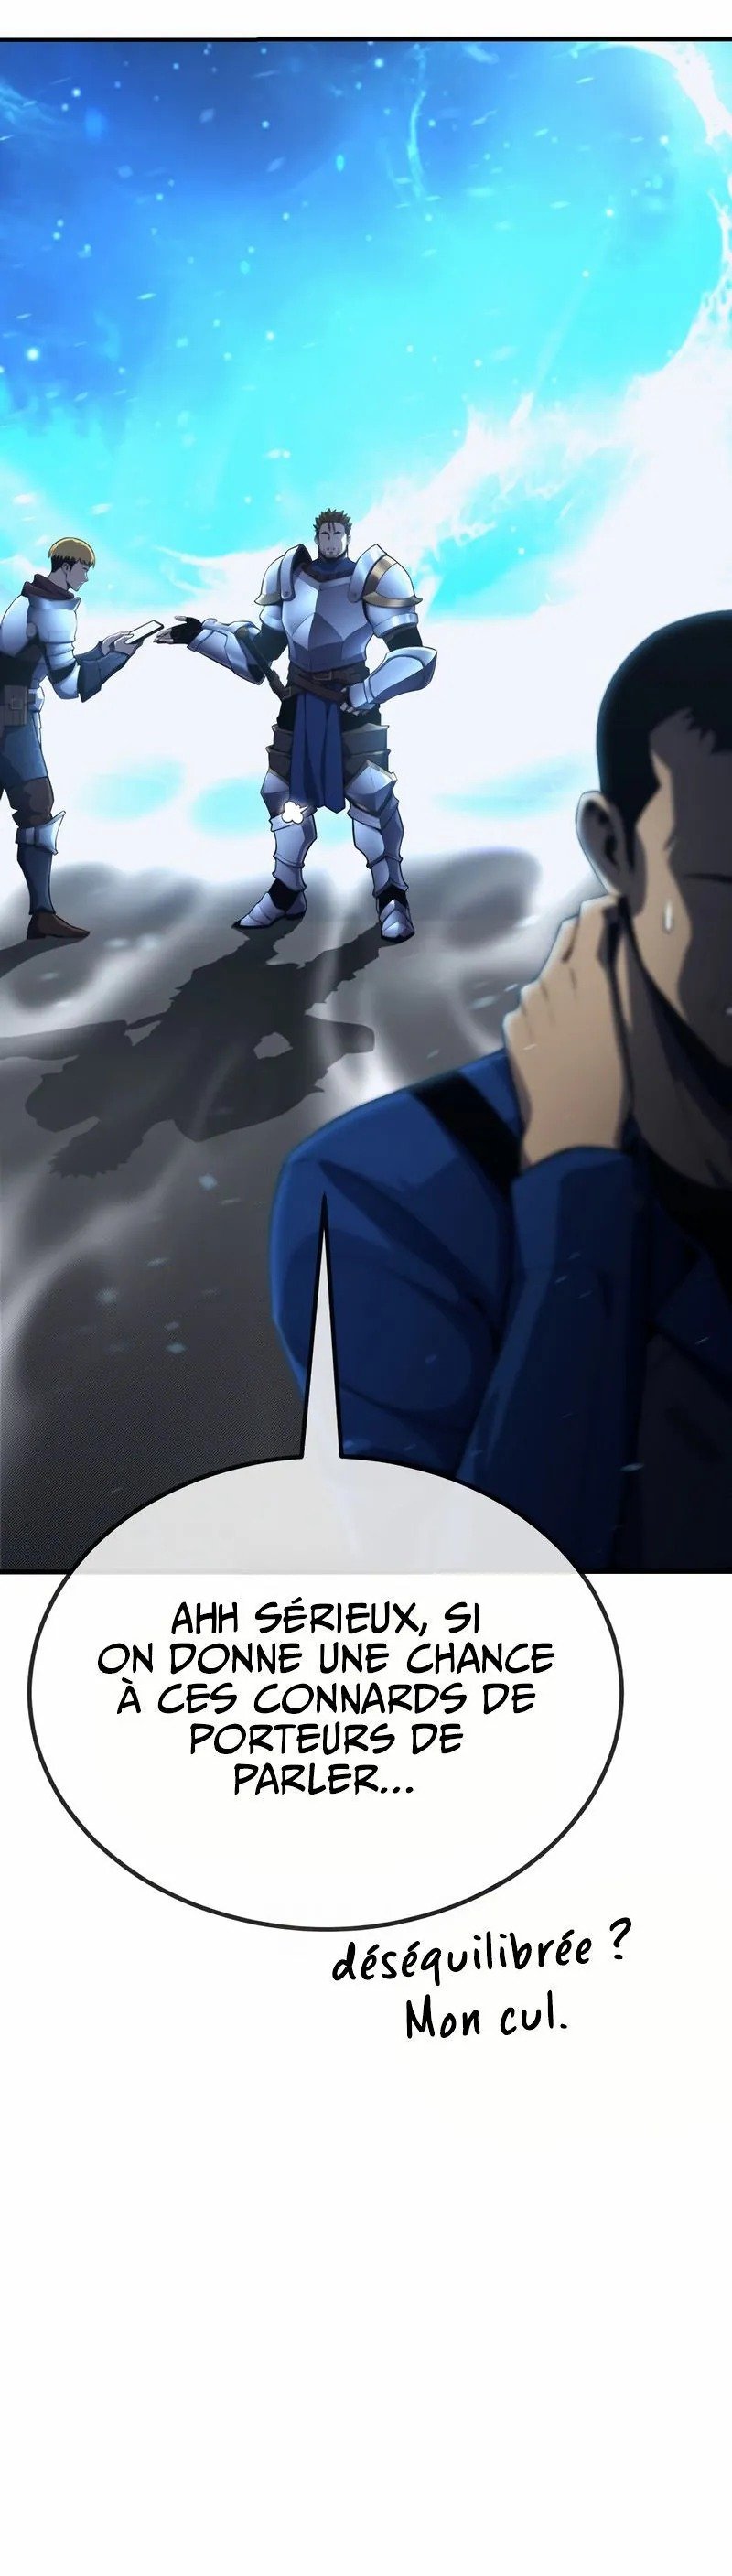 AHH SÉRIEUX, SI
ON DONNE UNE CHANCE
À CES CONNARDS DE
PORTEURS DE
PARLER...
déséquilibrée ?
Mon cul.